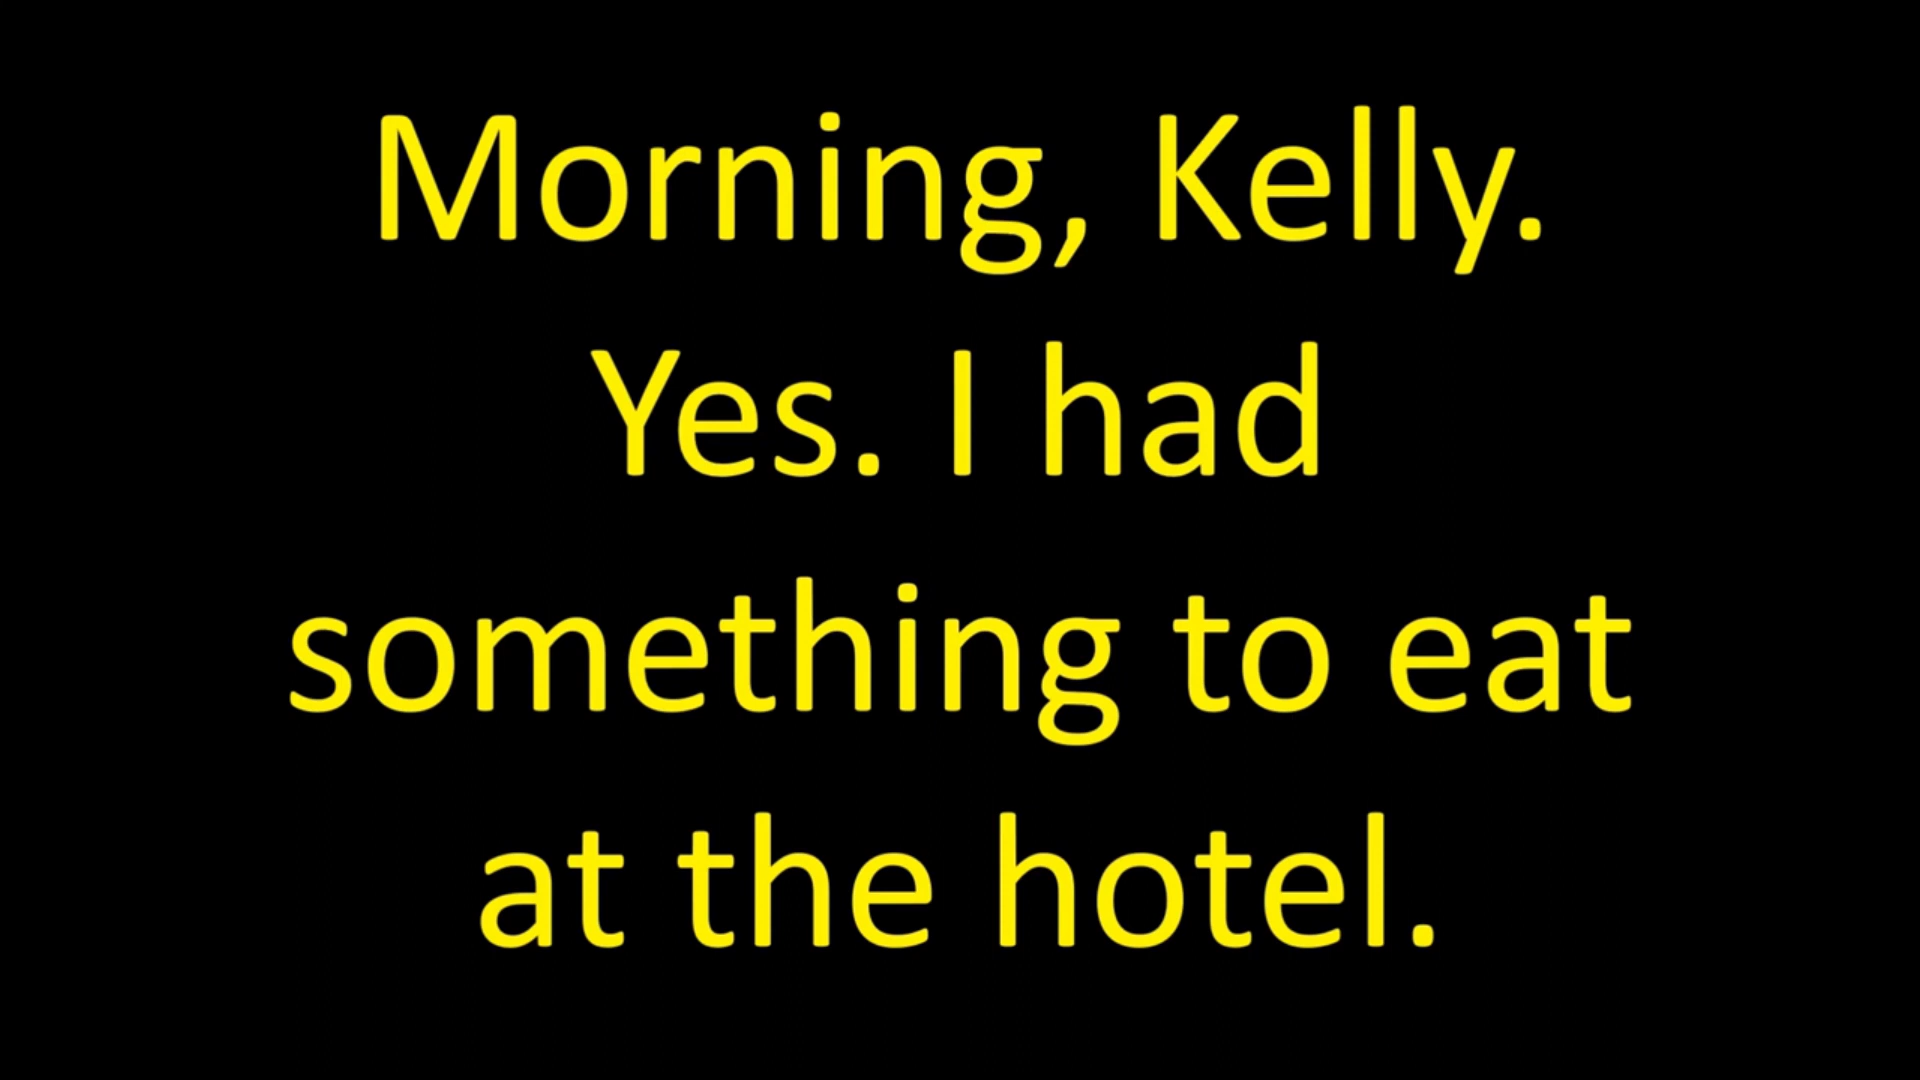 Morning, Kelly.
Yes. I had
something to eat
at the hotel.